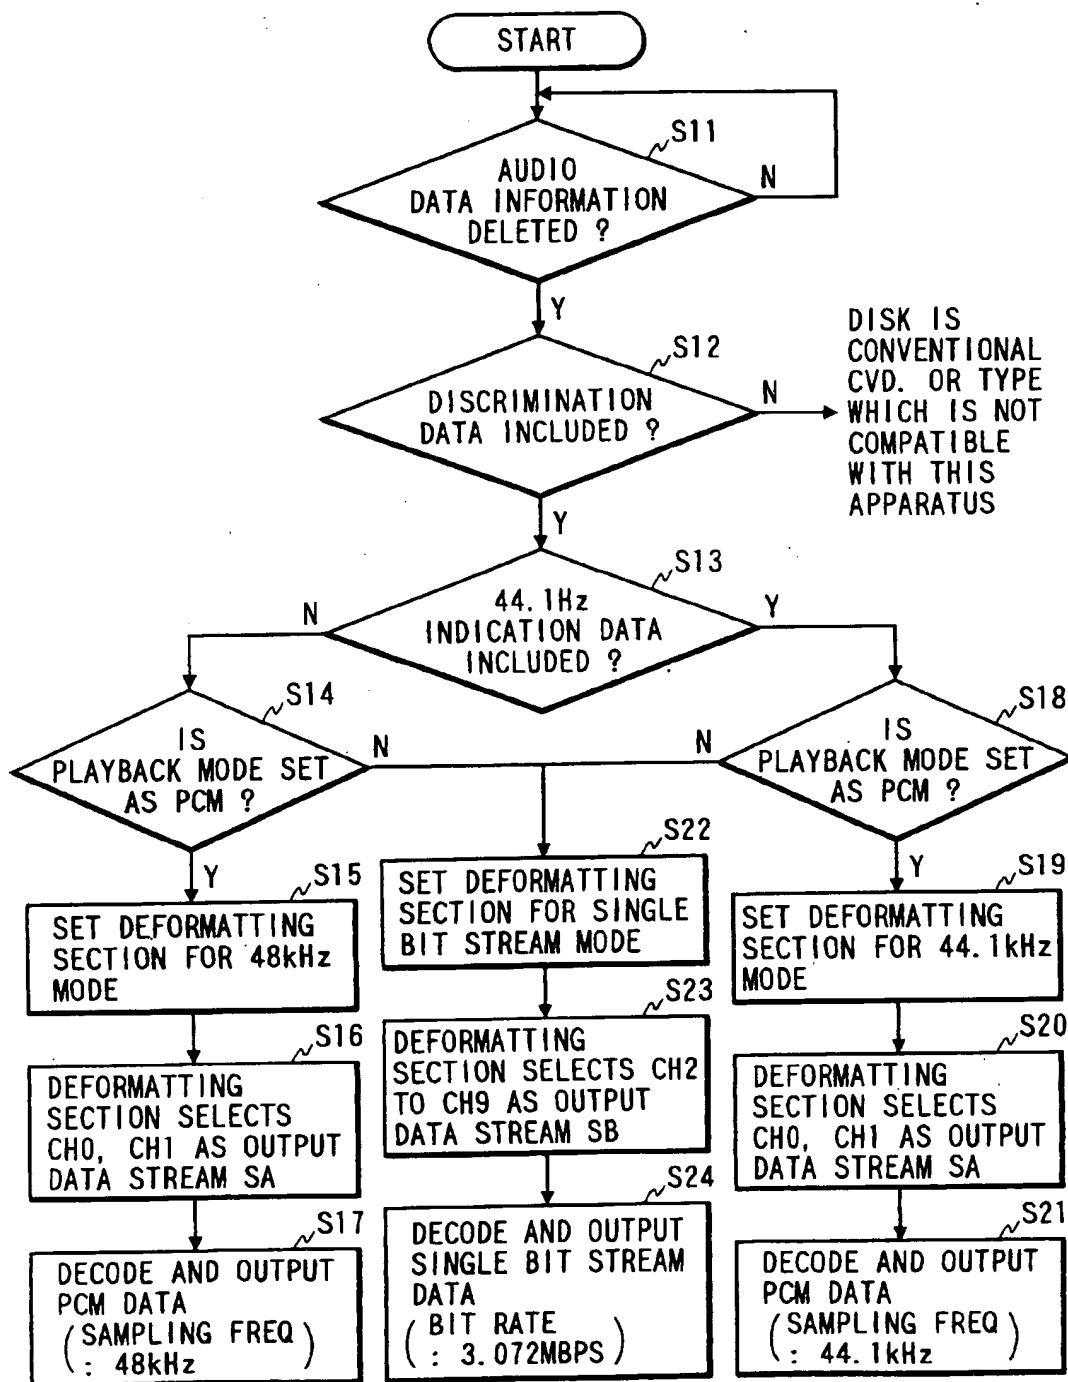 START
S11
AUDIO
DATA INFORMATION
DELETED ?
N
Y
S12
DISCRIMINATION
DATA INCLUDED ?
N
DISK IS
CONVENTIONAL
CVD. OR TYPE
WHICH IS NOT
COMPATIBLE
WITH THIS
APPARATUS
Y
S13
44.1Hz
INDICATION DATA
INCLUDED ?
N
Y
S14
IS
PLAYBACK MODE SET
AS PCM ?
N
Y
S18
IS
PLAYBACK MODE SET
AS PCM ?
N
Y
S15
SET DEFORMATTING
SECTION FOR 48kHz
MODE
S22
SET DEFORMATTING
SECTION FOR SINGLE
BIT STREAM MODE
S19
SET DEFORMATTING
SECTION FOR 44.1kHz
MODE
S16
DEFORMATTING
SECTION SELECTS
CH0, CH1 AS OUTPUT
DATA STREAM SA
S23
DEFORMATTING
SECTION SELECTS CH2
TO CH9 AS OUTPUT
DATA STREAM SB
S20
DEFORMATTING
SECTION SELECTS
CH0, CH1 AS OUTPUT
DATA STREAM SA
S17
DECODE AND OUTPUT
PCM DATA
(SAMPLING FREQ
: 48kHz)
S24
DECODE AND OUTPUT
SINGLE BIT STREAM
DATA
(BIT RATE
: 3.072MBPS)
S21
DECODE AND OUTPUT
PCM DATA
(SAMPLING FREQ
: 44.1kHz)